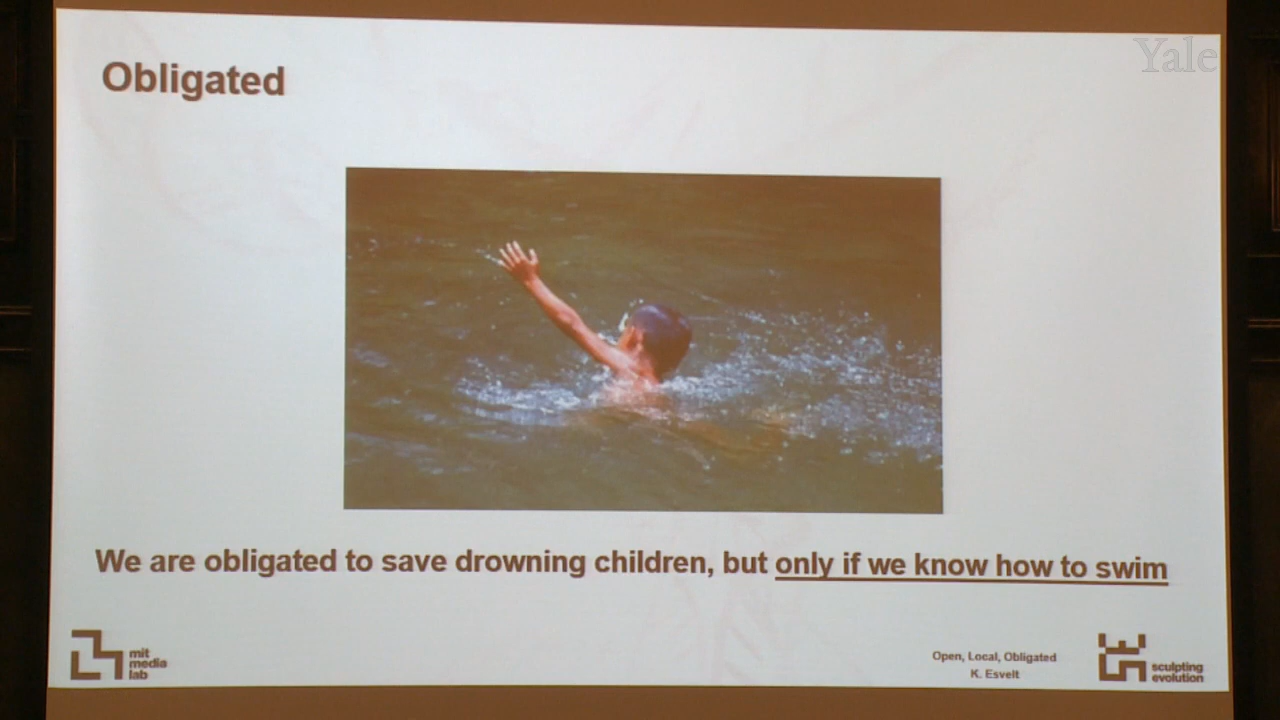 Yale
Obligated
We are obligated to save drowning children, but only if we know how to swim
mit
media
lab
Open, Local, Obligated
K. Esvelt
sculpting
evolution